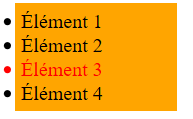 • Élément 1
• Élément 2
• Élément 3
• Élément 4